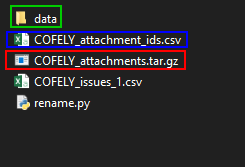 data
COFELY_attachment_ids.csv
COFELY_attachments.tar.gz
COFELY_issues_1.csv
rename.py